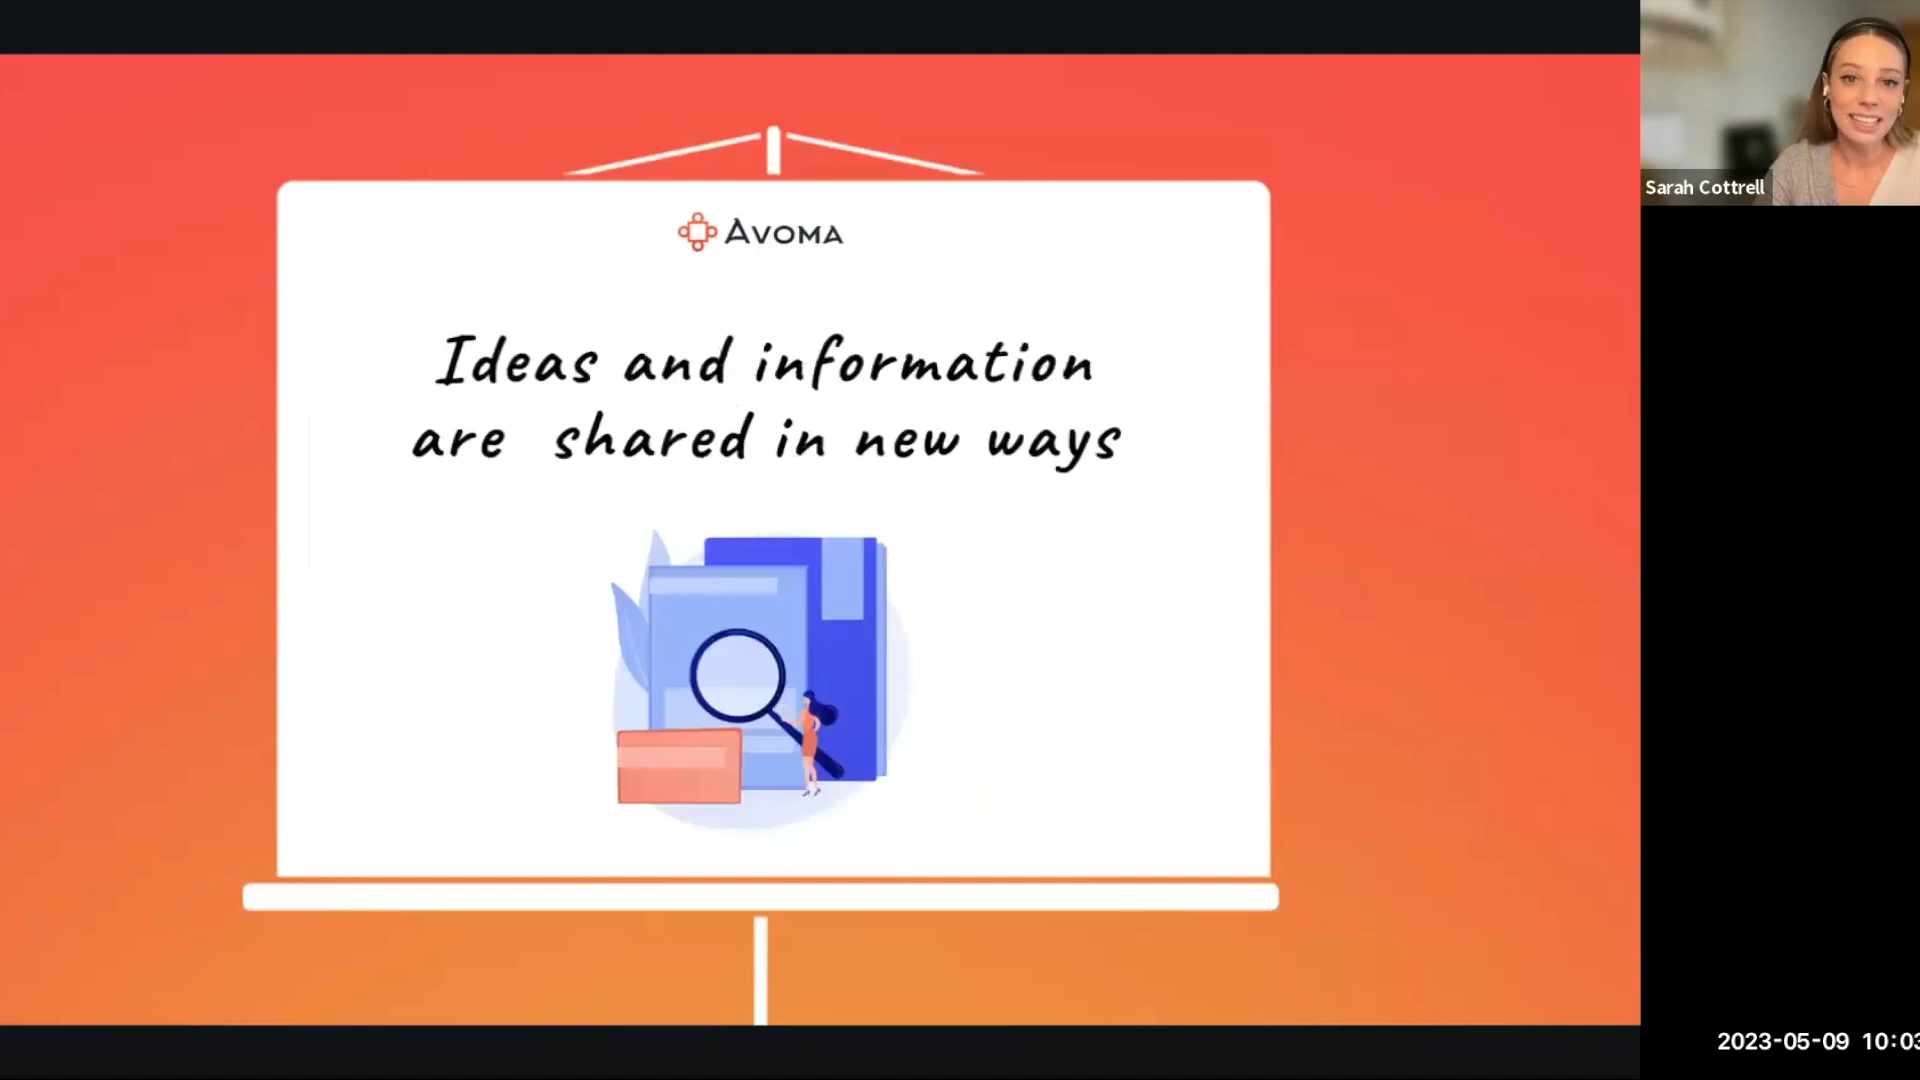 Sarah Cottrell
AVOMA
Ideas and information
are shared in new ways
2023-05-09 10:03